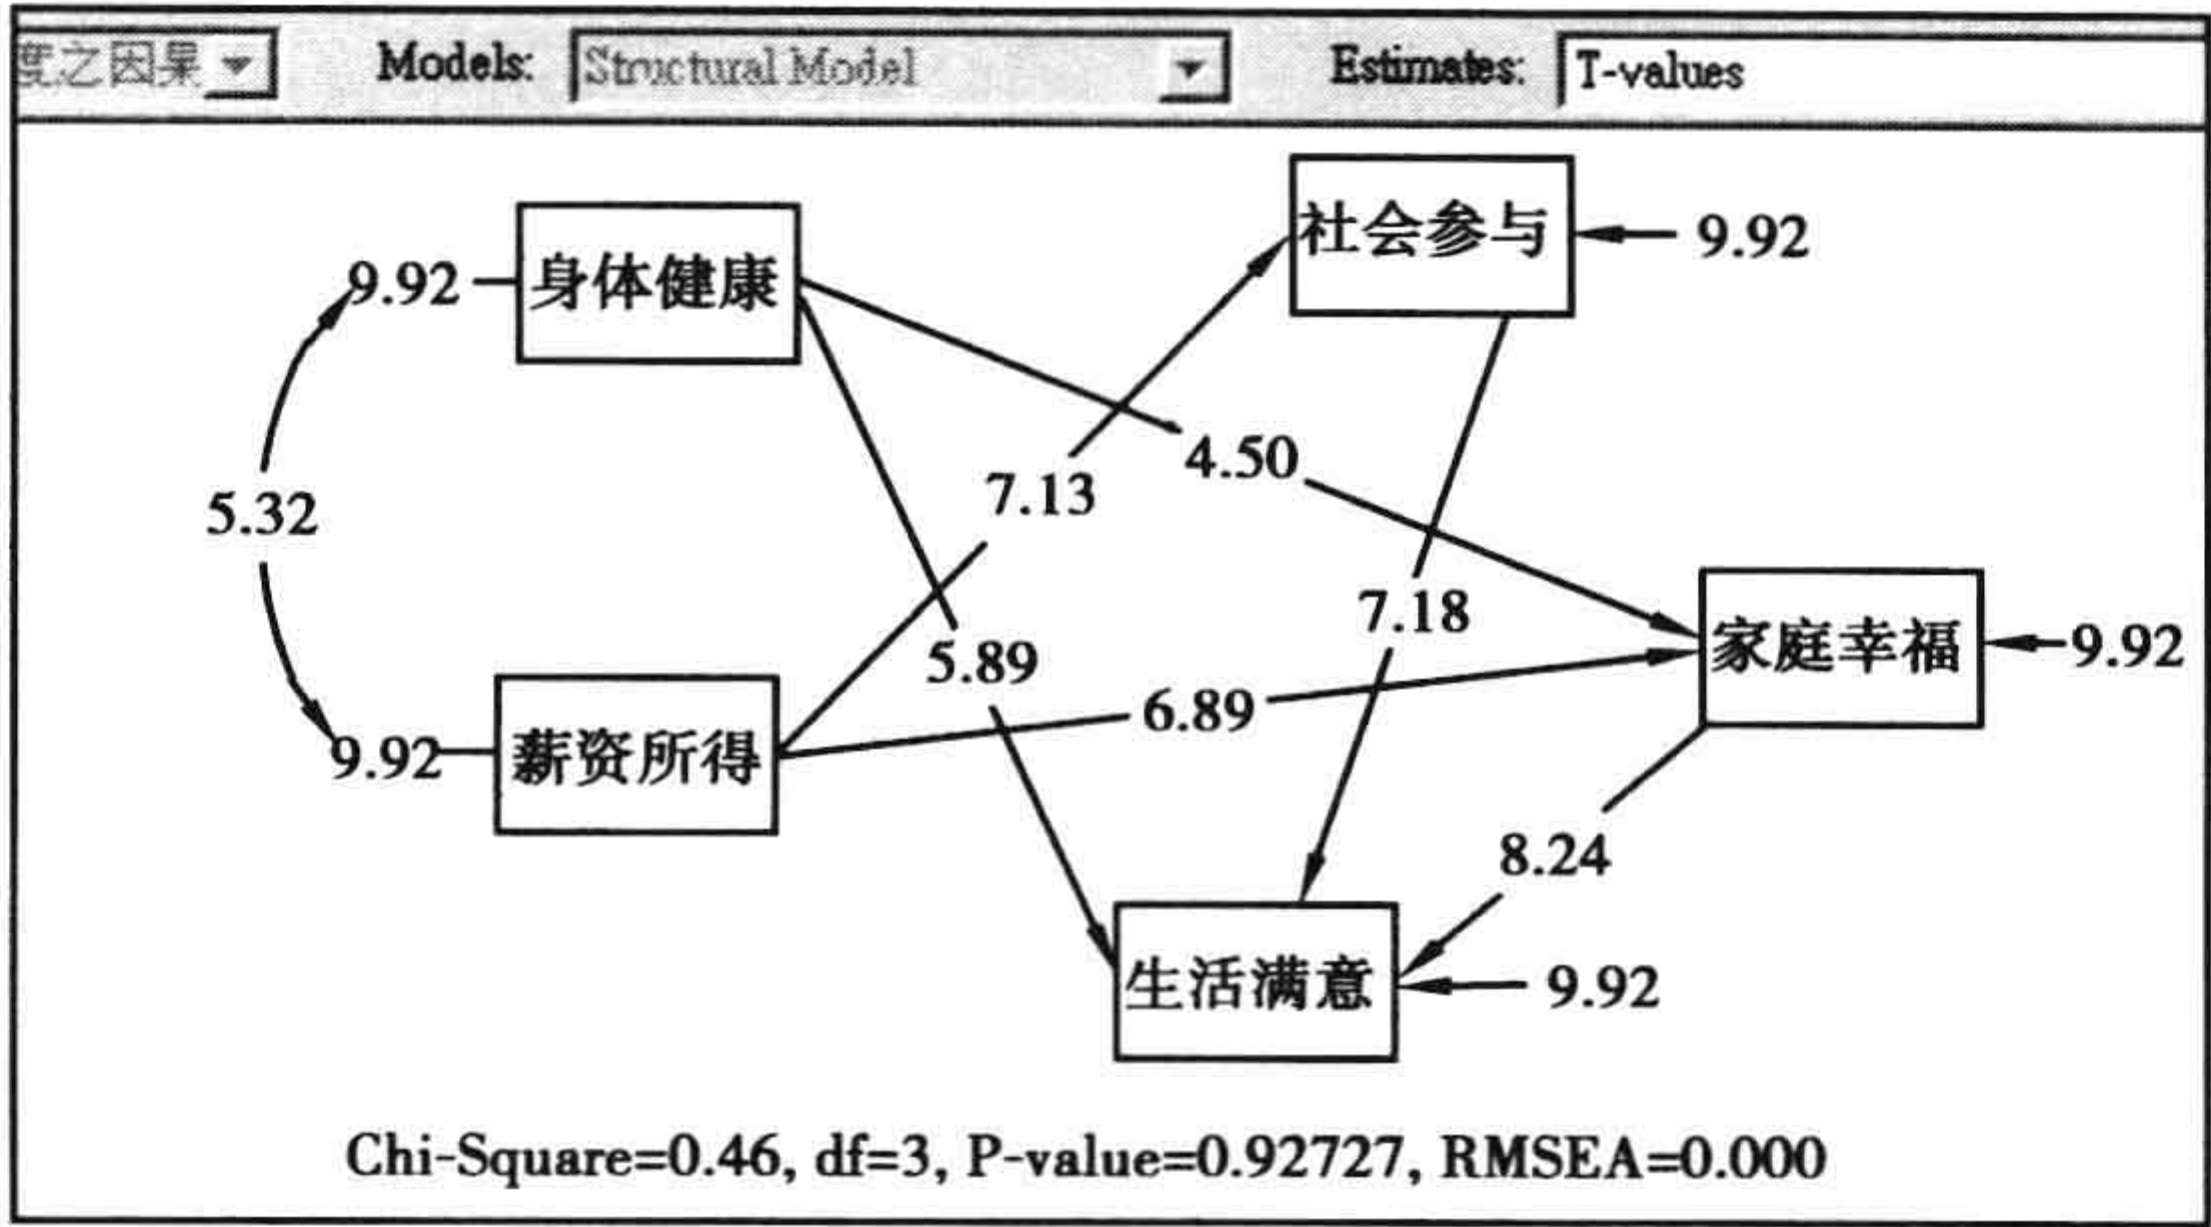 度之因果 Models: Structural Model Estimates: T-values
社会参与 9.92
9.92 身体健康
4.50
7.13
5.32
7.18
5.89
家庭幸福 9.92
6.89
9.92 薪资所得
8.24
生活满意 9.92
Chi-Square=0.46, df=3, P-value=0.92727, RMSEA=0.000